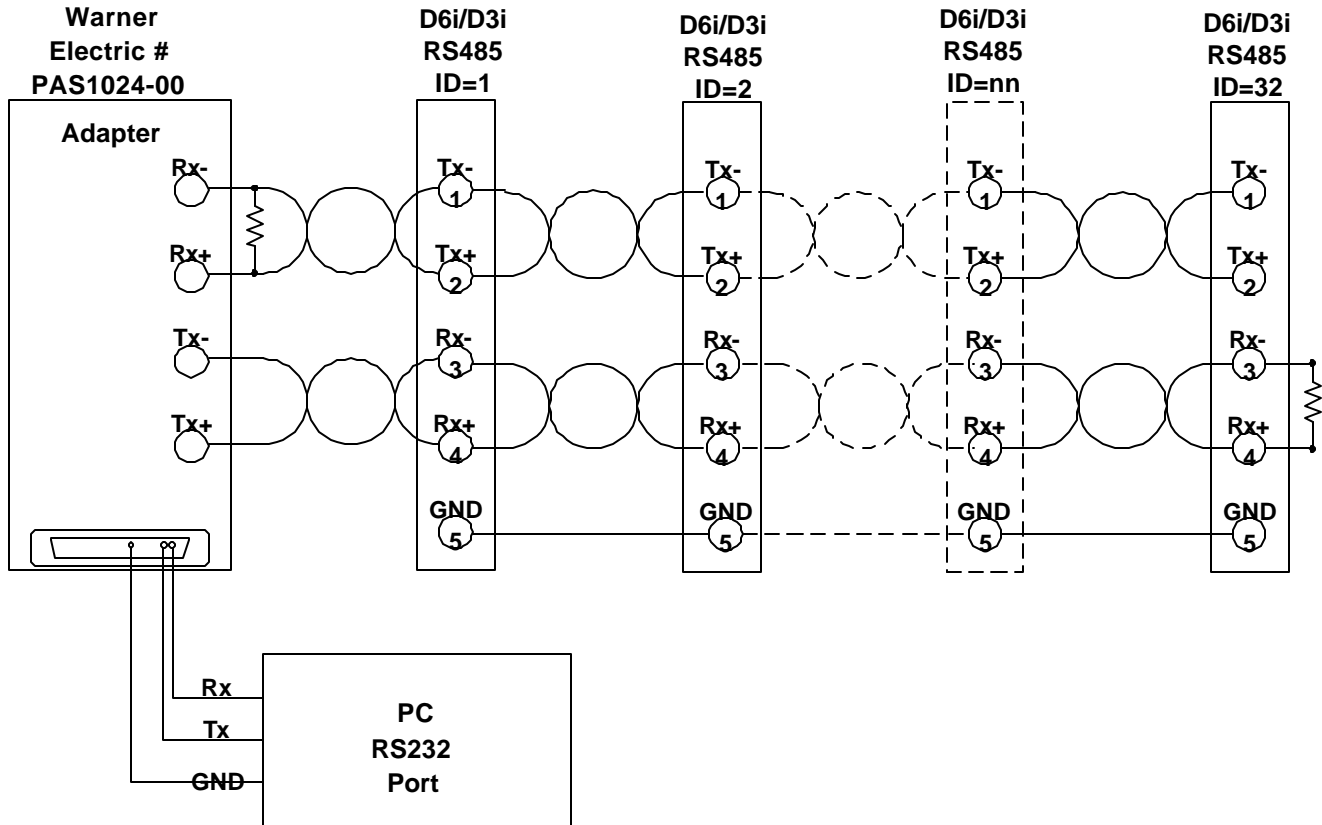 Warner
Electric #
PAS1024-00
Adapter
Rx-
Rx+
Tx-
Tx+
D6i/D3i
RS485
ID=1
Tx-
1
Tx+
2
Rx-
3
Rx+
4
GND
5
D6i/D3i
RS485
ID=2
Tx-
1
Tx+
2
Rx-
3
Rx+
4
GND
5
D6i/D3i
RS485
ID=nn
Tx-
1
Tx+
2
Rx-
3
Rx+
4
GND
5
D6i/D3i
RS485
ID=32
Tx-
1
Tx+
2
Rx-
3
Rx+
4
GND
5
Rx
Tx
GND
PC
RS232
Port